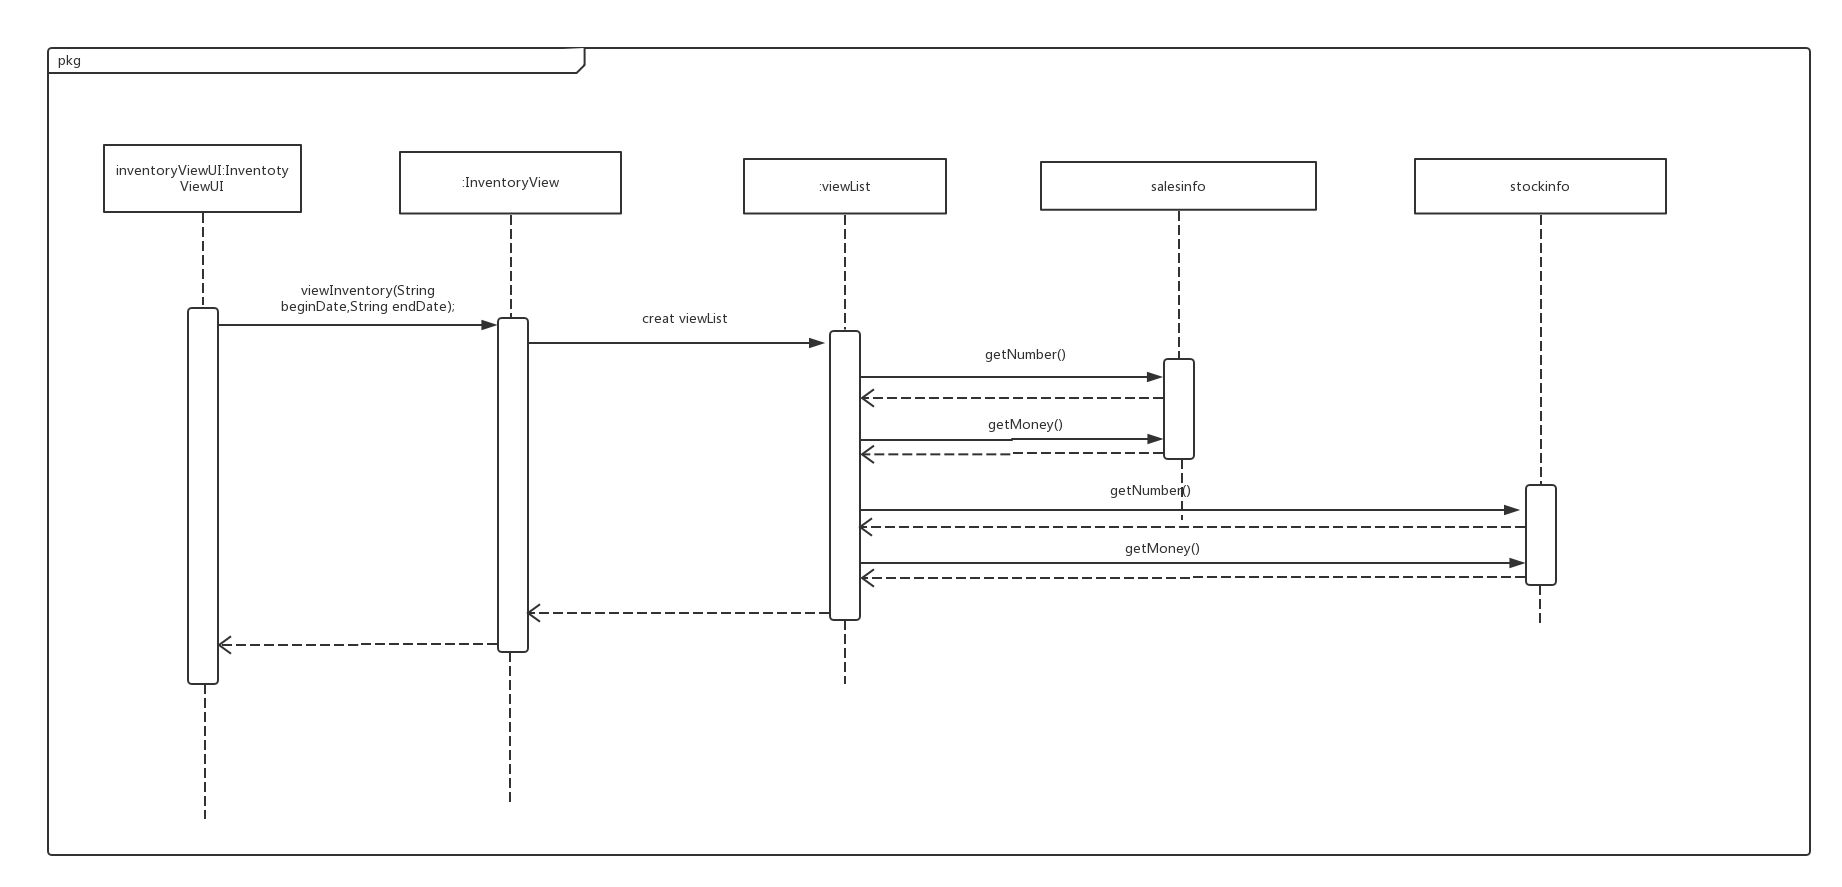 pkg
inventoryViewUI:Inventoty
ViewUI
:InventoryView
:viewList
salesinfo
stockinfo
viewInventory(String
beginDate,String endDate);
creat viewList
getNumber()
getMoney()
getNumber()
getMoney()